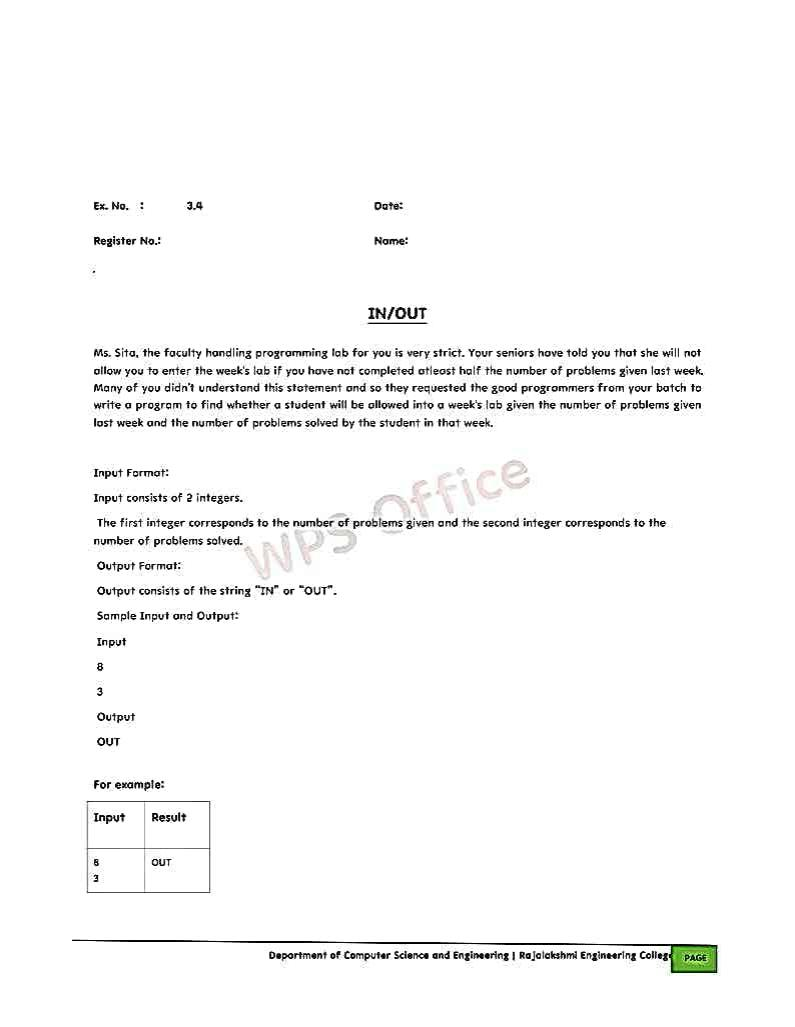 Ex. No. : 3.4 Date:
Register No.: Name:
.
IN/OUT
Ms. Sita, the faculty handling programming lab for you is very strict. Your seniors have told you that she will not
allow you to enter the week's lab if you have not completed atleast half the number of problems given last week.
Many of you didn't understand this statement and so they requested the good programmers from your batch to
write a program to find whether a student will be allowed into a week's lab given the number of problems given
last week and the number of problems solved by the student in that week.
Input Format:
Input consists of 2 integers.
The first integer corresponds to the number of problems given and the second integer corresponds to the
number of problems solved.
Output Format:
Output consists of the string "IN" or "OUT".
Sample Input and Output:
Input
8
3
Output
OUT
For example:
Input Result
8 OUT
3
WPS Office
Department of Computer Science and Engineering | Rajalakshmi Engineering College PAGE